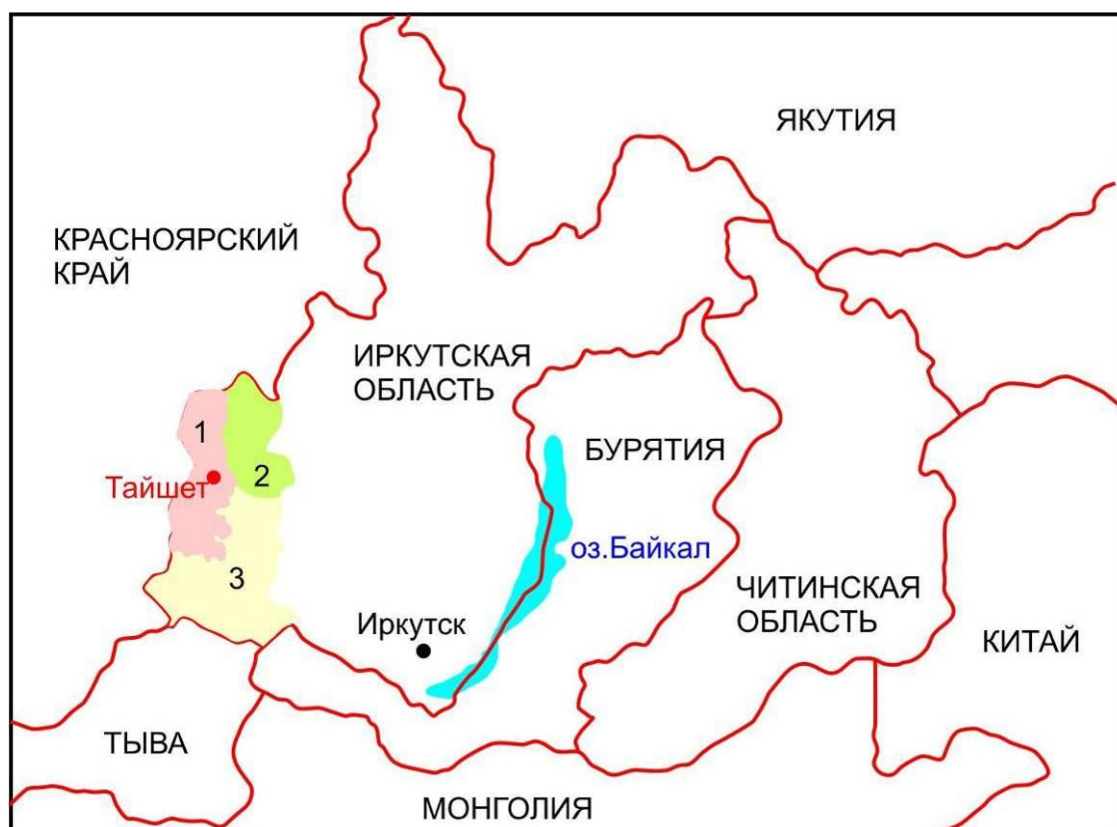 ЯКУТИЯ
КРАСНОЯРСКИЙ
КРАЙ
ИРКУТСКАЯ
ОБЛАСТЬ
1
БУРЯТИЯ
2
Тайшет
оз.Байкал
3
ЧИТИНСКАЯ
ОБЛАСТЬ
Иркутск
КИТАЙ
ТЫВА
МОНГОЛИЯ